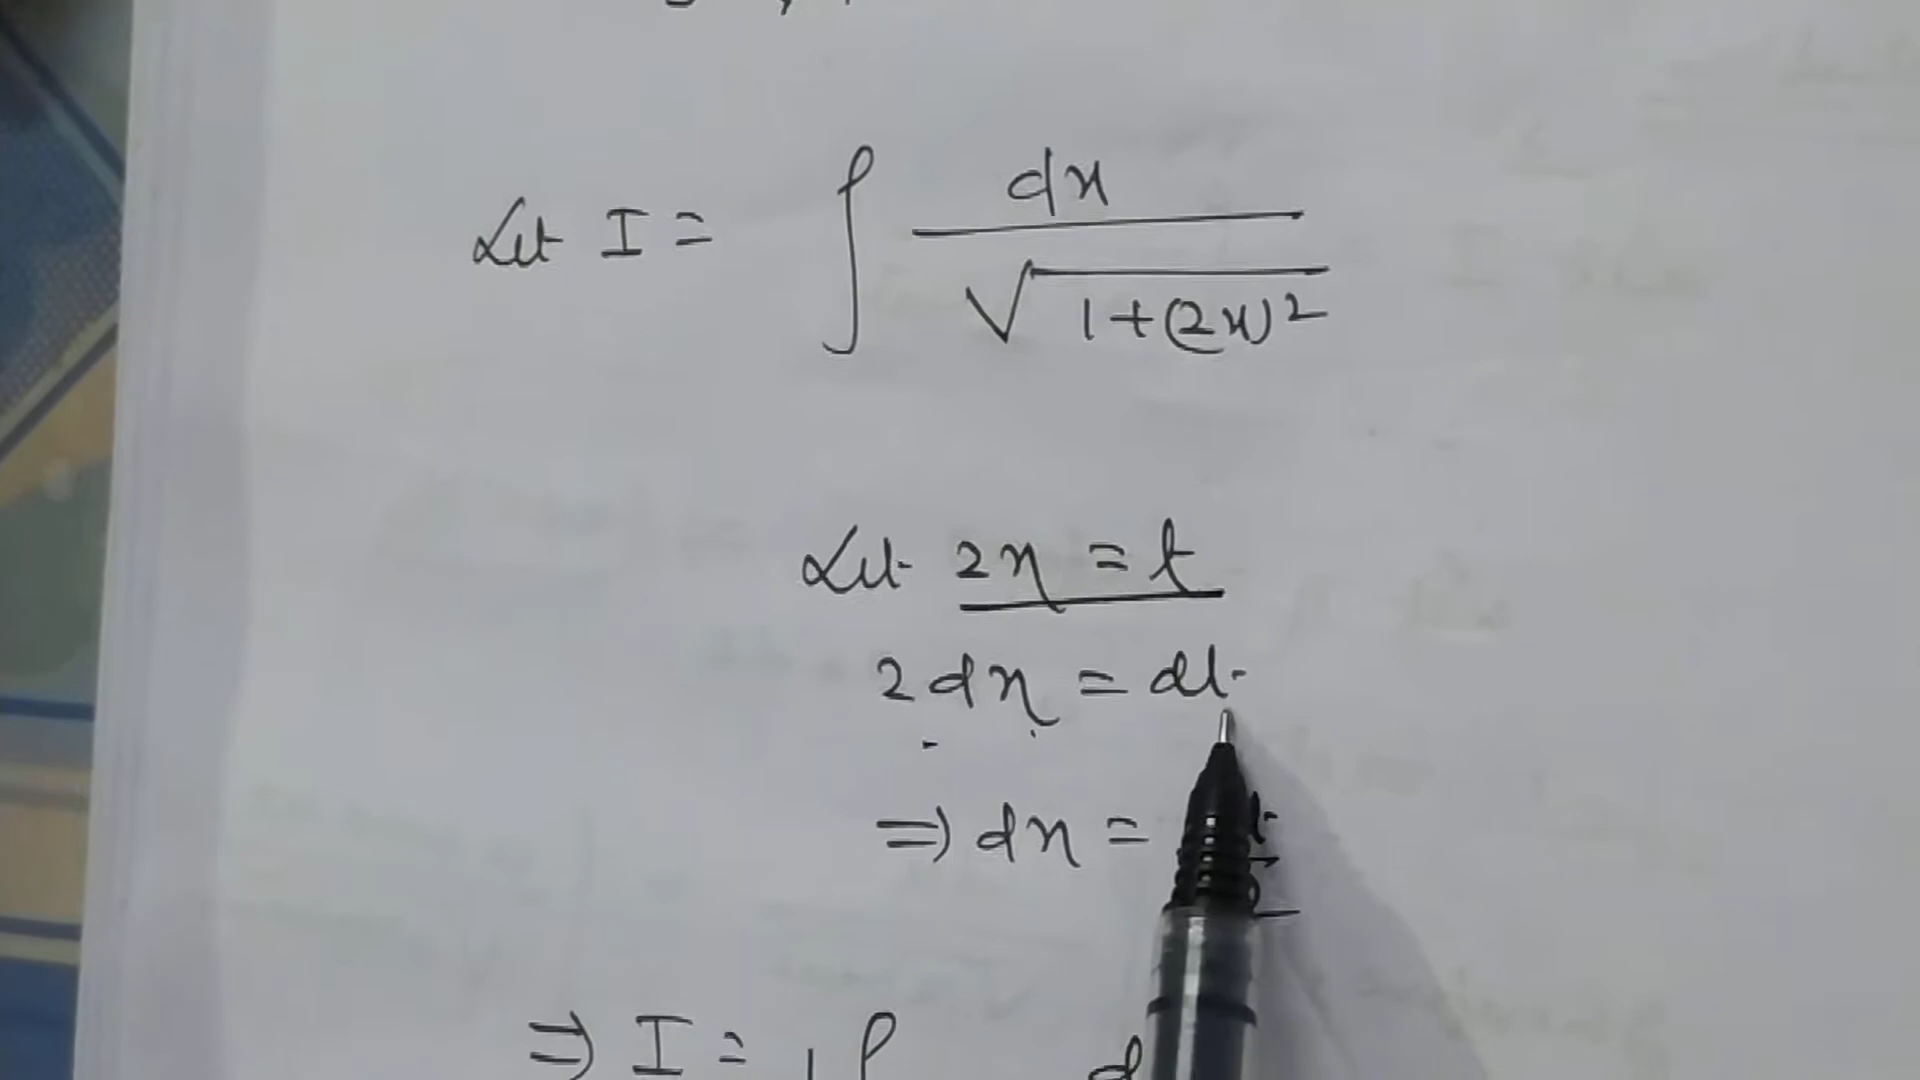 Let I = ∫ dx / √1+(2x)²
Let 2x = t
2dx = dt
⇒ dx =
⇒ I =